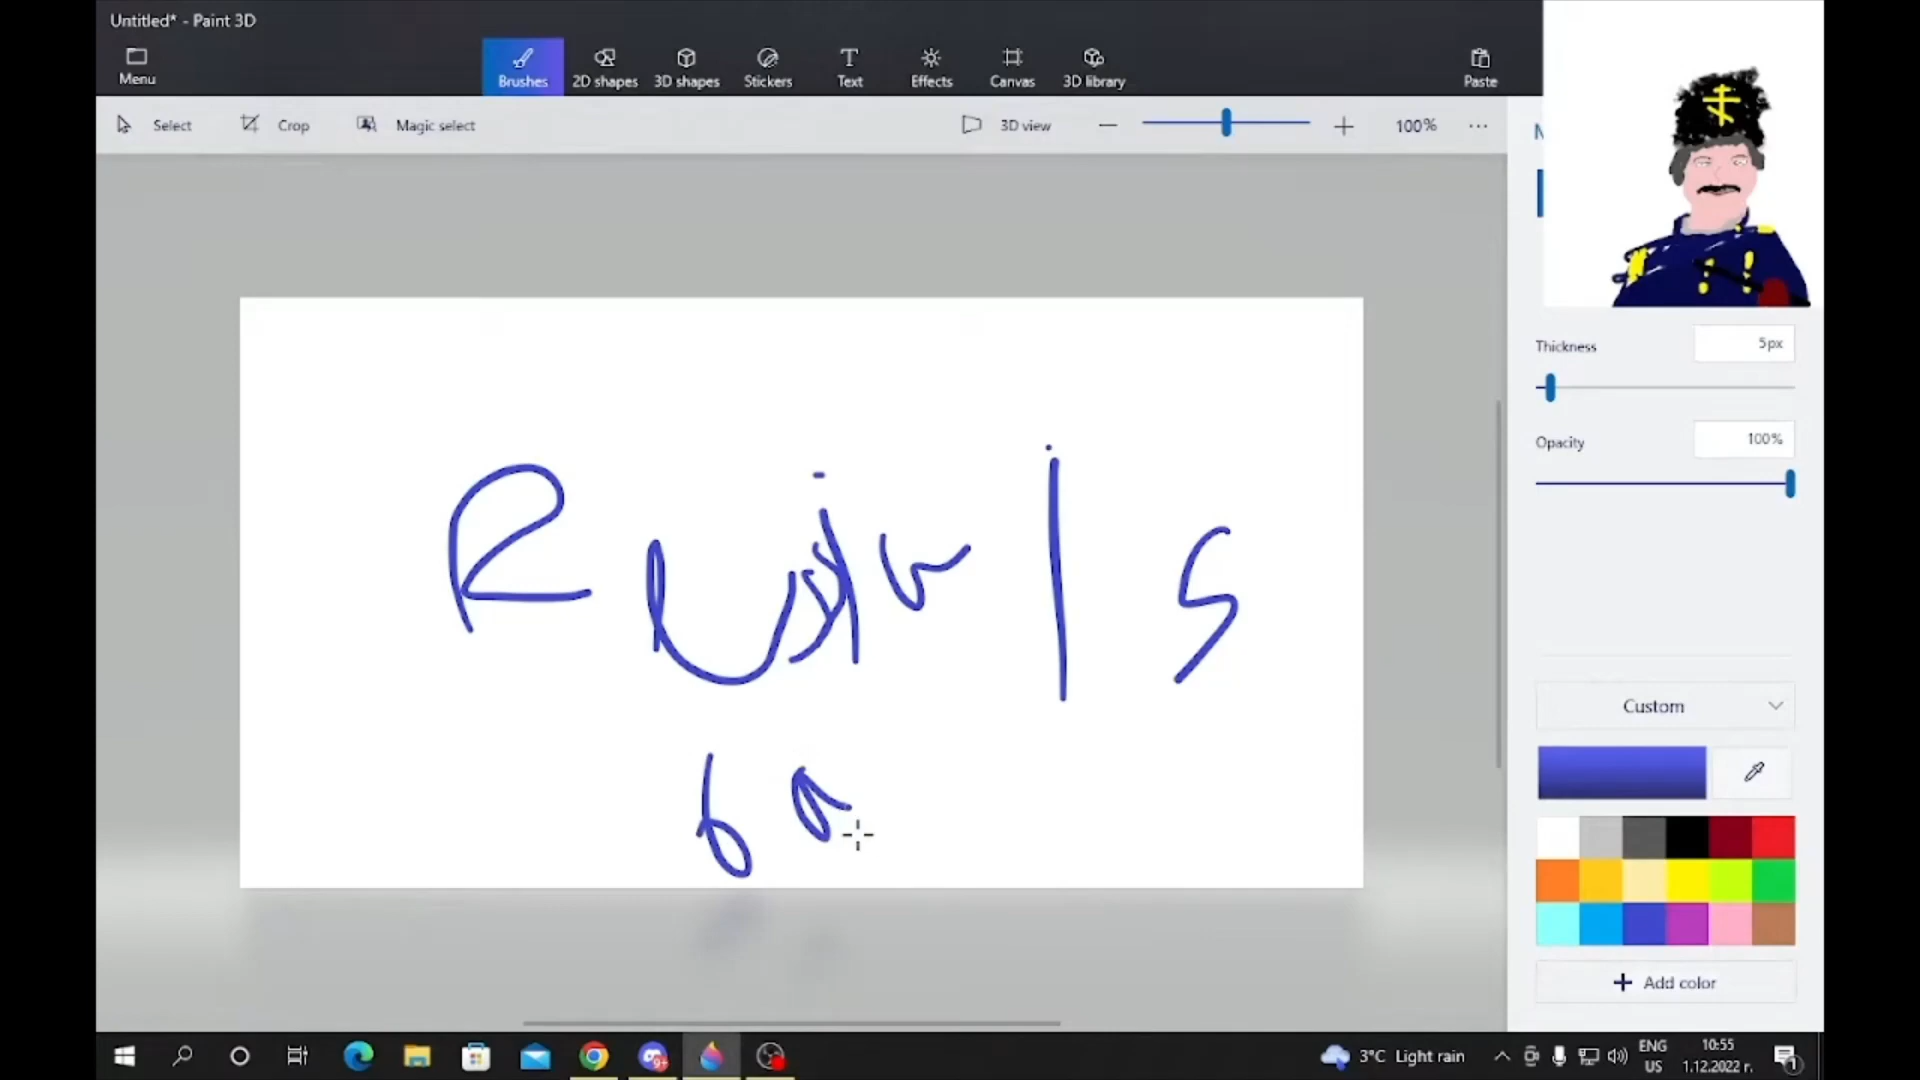 Untitled* - Paint 3D
Menu
Brushes
2D shapes
3D shapes
Stickers
Text
Effects
Canvas
3D library
Paste
Select
Crop
Magic select
3D view
100%
Thickness
5px
Opacity
100%
Custom
Add color
3°C Light rain
ENG
US
10:55
1.12.2022 г.